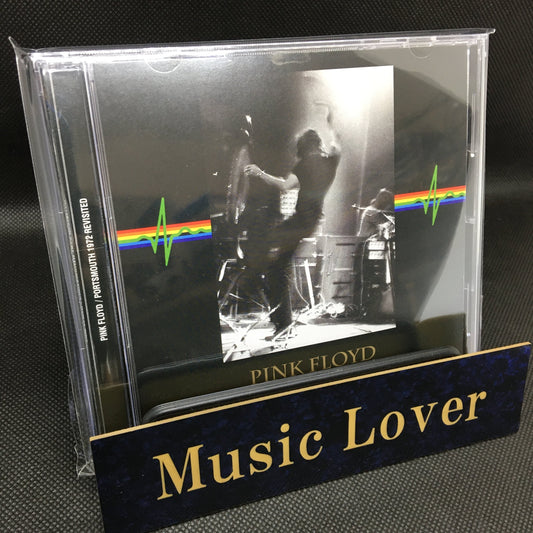 PINK FLOYD / PORTSMOUTH 1972 REVISITED
PINK FLOYD
Music Lover